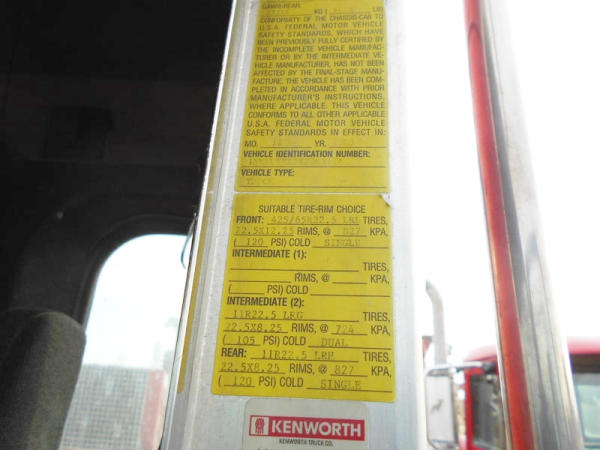 GAWR-REAR:
KG ( LB)
CONFORMITY OF THE CHASSIS-CAB TO
U.S.A. FEDERAL MOTOR VEHICLE
SAFETY STANDARDS, WHICH HAVE
BEEN PREVIOUSLY FULLY CERTIFIED BY
THE INCOMPLETE VEHICLE MANUFAC-
TURER OR BY THE INTERMEDIATE VE-
HICLE MANUFACTURER, HAS NOT BEEN
AFFECTED BY THE FINAL-STAGE MANU-
FACTURE. THE VEHICLE HAS BEEN COM-
PLETED IN ACCORDANCE WITH PRIOR
MANUFACTURER'S INSTRUCTIONS,
WHERE APPLICABLE. THIS VEHICLE
CONFORMS TO ALL OTHER APPLICABLE
U.S.A. FEDERAL MOTOR VEHICLE
SAFETY STANDARDS IN EFFECT IN:
MO. YR.
VEHICLE IDENTIFICATION NUMBER:
VEHICLE TYPE:
SUITABLE TIRE-RIM CHOICE
FRONT: 425/65R22.5 LRL TIRES,
22.5X12.25 RIMS, @ 827 KPA,
( 120 PSI) COLD SINGLE
INTERMEDIATE (1):
TIRES,
RIMS, @ KPA,
( PSI) COLD
INTERMEDIATE (2):
11R22.5 LRG TIRES,
22.5X8.25 RIMS, @ 724 KPA,
( 105 PSI) COLD DUAL
REAR: 11R22.5 LRH TIRES,
22.5X8.25 RIMS, @ 827 KPA,
( 120 PSI) COLD SINGLE
KENWORTH
KENWORTH TRUCK CO.